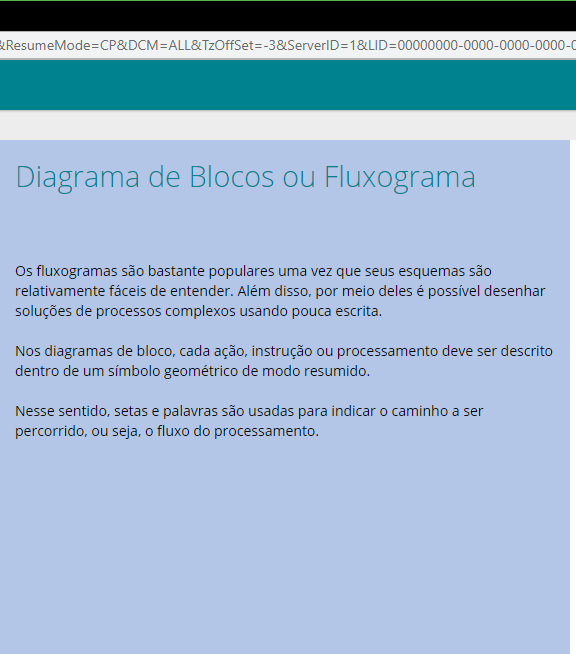 &ResumeMode=CP&DCM=ALL&TzOffSet=-3&ServerID=1&LID=00000000-0000-0000-0000-0
Diagrama de Blocos ou Fluxograma
Os fluxogramas são bastante populares uma vez que seus esquemas são
relativamente fáceis de entender. Além disso, por meio deles é possível desenhar
soluções de processos complexos usando pouca escrita.
Nos diagramas de bloco, cada ação, instrução ou processamento deve ser descrito
dentro de um símbolo geométrico de modo resumido.
Nesse sentido, setas e palavras são usadas para indicar o caminho a ser
percorrido, ou seja, o fluxo do processamento.